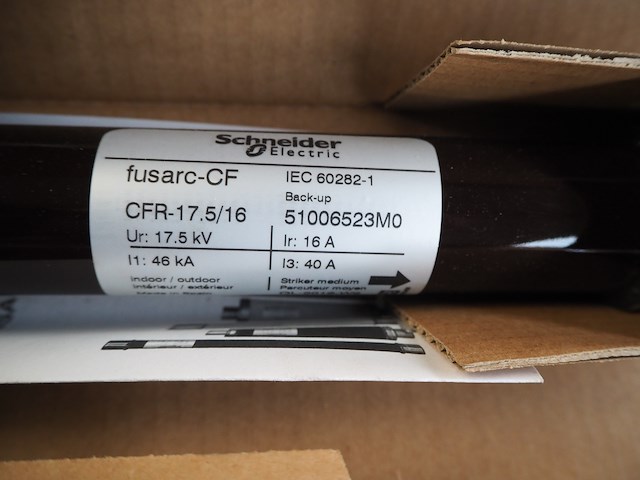 Schneider
Electric
fusarc-CF
IEC 60282-1
Back-up
CFR-17.5/16
51006523M0
Ur: 17.5 kV
Ir: 16 A
I1: 46 kA
I3: 40 A
indoor / outdoor
Striker medium
intérieur / extérieur
Percuteur moyen